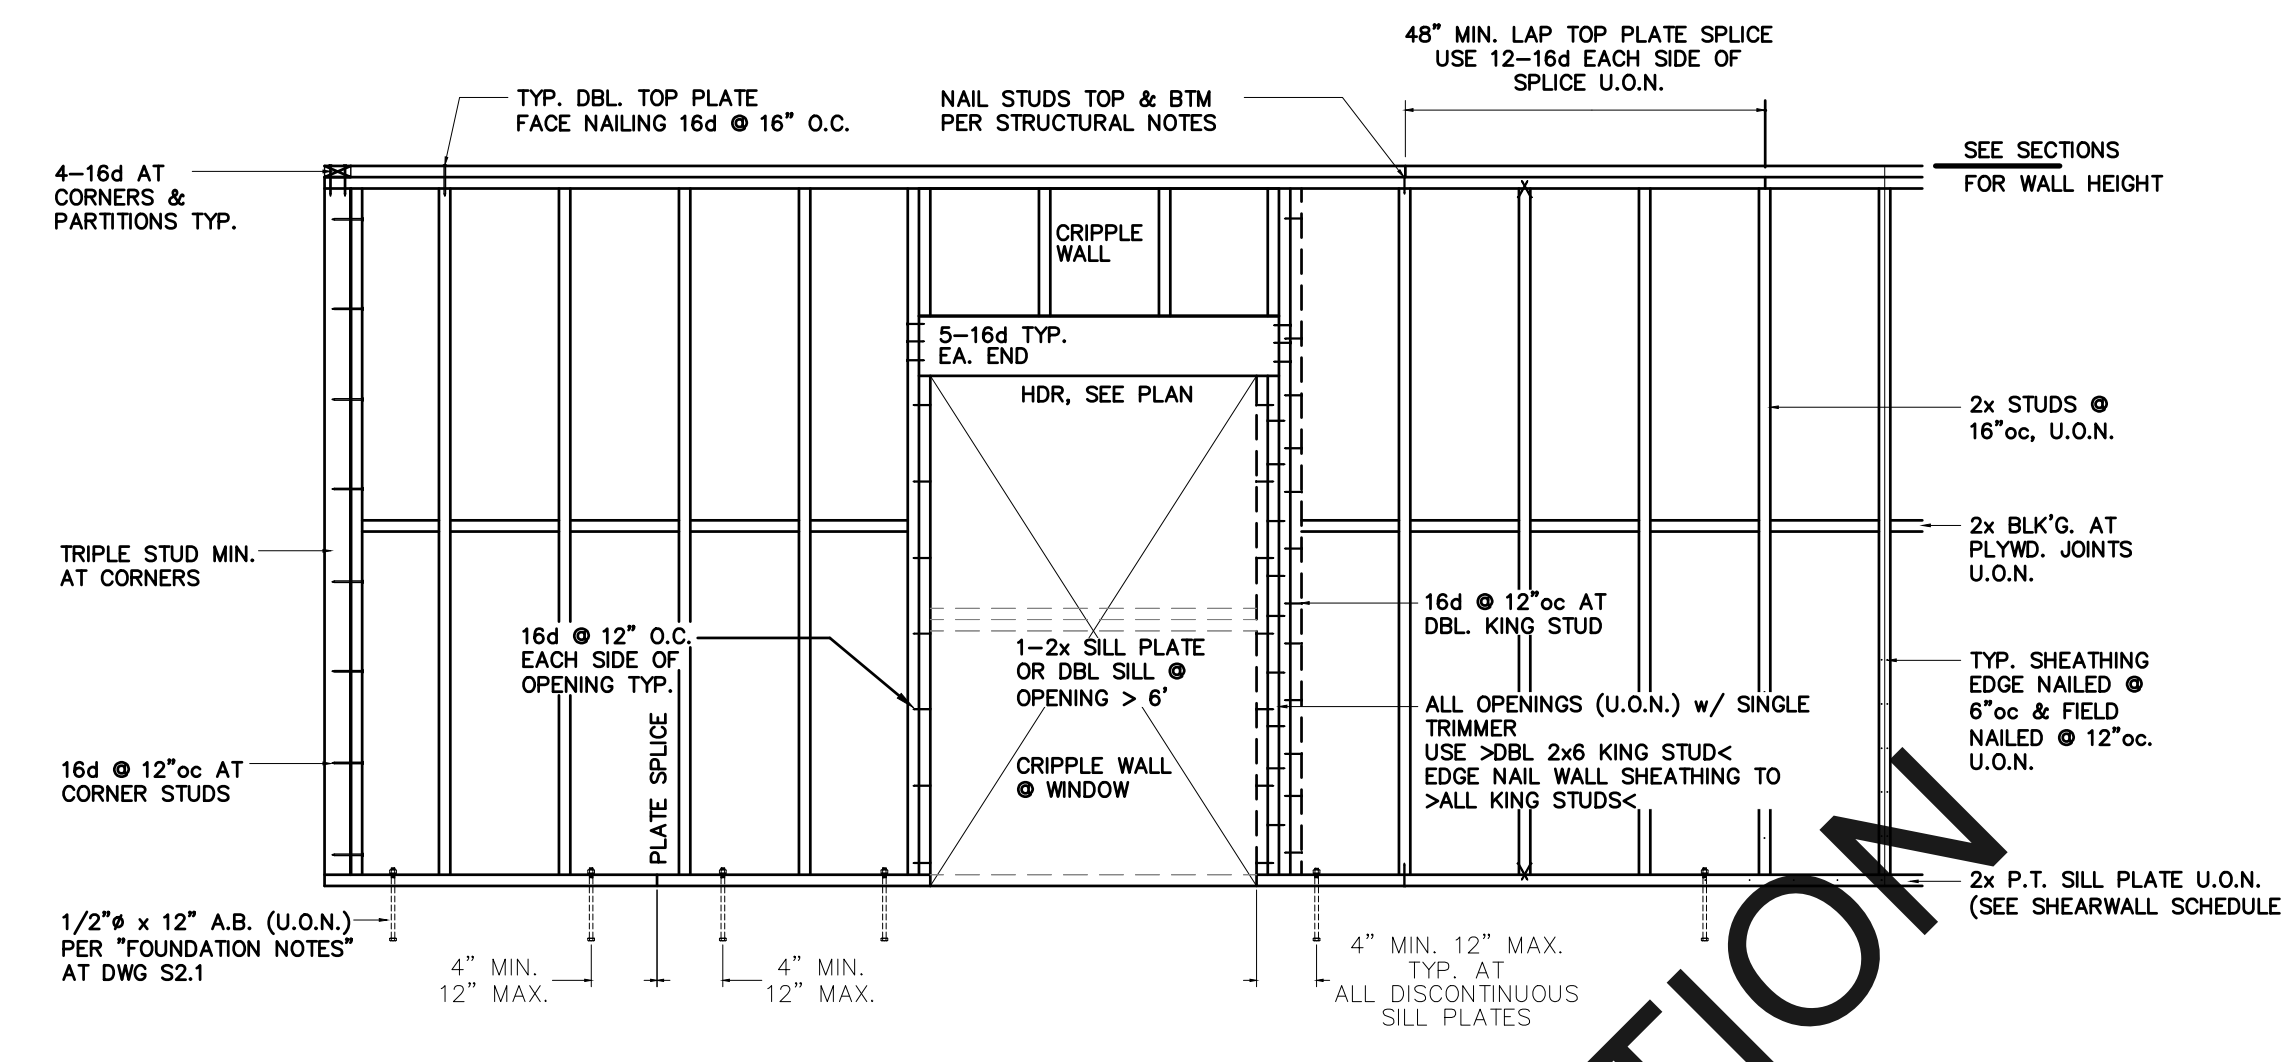 48” MIN. LAP TOP PLATE SPLICE
USE 12–16d EACH SIDE OF
SPLICE U.O.N.
TYP. DBL. TOP PLATE
FACE NAILING 16d @ 16” O.C.
NAIL STUDS TOP & BTM
PER STRUCTURAL NOTES
SEE SECTIONS
FOR WALL HEIGHT
4–16d AT
CORNERS &
PARTITIONS TYP.
CRIPPLE
WALL
5–16d TYP.
EA. END
HDR, SEE PLAN
2x STUDS @
16”oc, U.O.N.
2x BLK'G. AT
PLYWD. JOINTS
U.O.N.
TRIPLE STUD MIN.
AT CORNERS
16d @ 12”oc AT
DBL. KING STUD
16d @ 12” O.C.
EACH SIDE OF
OPENING TYP.
1–2x SILL PLATE
OR DBL SILL @
OPENING > 6'
TYP. SHEATHING
EDGE NAILED @
6”oc & FIELD
NAILED @ 12”oc.
U.O.N.
ALL OPENINGS (U.O.N.) w/ SINGLE
TRIMMER
USE >DBL 2x6 KING STUD<
EDGE NAIL WALL SHEATHING TO
>ALL KING STUDS<
PLATE SPLICE
CRIPPLE WALL
@ WINDOW
16d @ 12”oc AT
CORNER STUDS
2x P.T. SILL PLATE U.O.N.
(SEE SHEARWALL SCHEDULE
1/2”ø x 12” A.B. (U.O.N.)
PER "FOUNDATION NOTES"
AT DWG S2.1
4” MIN.
12” MAX.
4” MIN.
12” MAX.
4” MIN. 12” MAX.
TYP. AT
ALL DISCONTINUOUS
SILL PLATES
TION